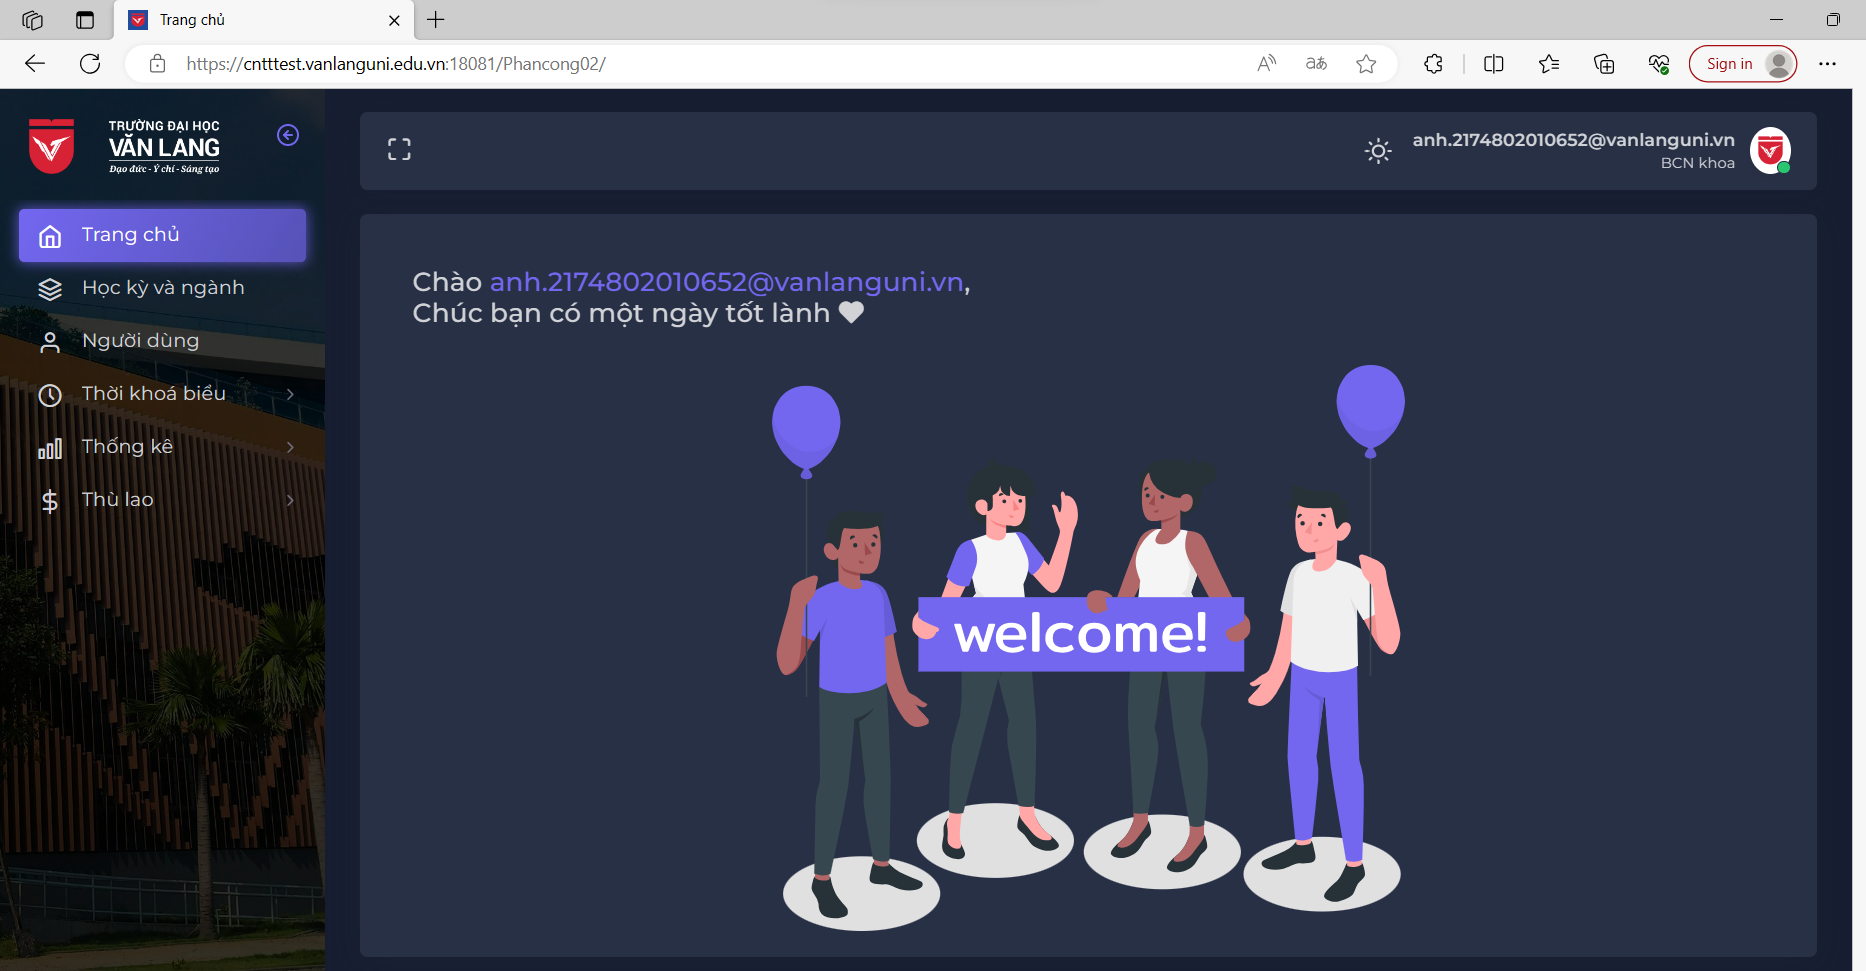 Trang chủ
https://cntttest.vanlanguni.edu.vn:18081/Phancong02/
Sign in
TRƯỜNG ĐẠI HỌC
VĂN LANG
Đạo đức - Ý chí - Sáng tạo
anh.2174802010652@vanlanguni.vn
BCN khoa
Trang chủ
Học kỳ và ngành
Người dùng
Thời khoá biểu
Thống kê
Thù lao
Chào anh.2174802010652@vanlanguni.vn,
Chúc bạn có một ngày tốt lành
welcome!